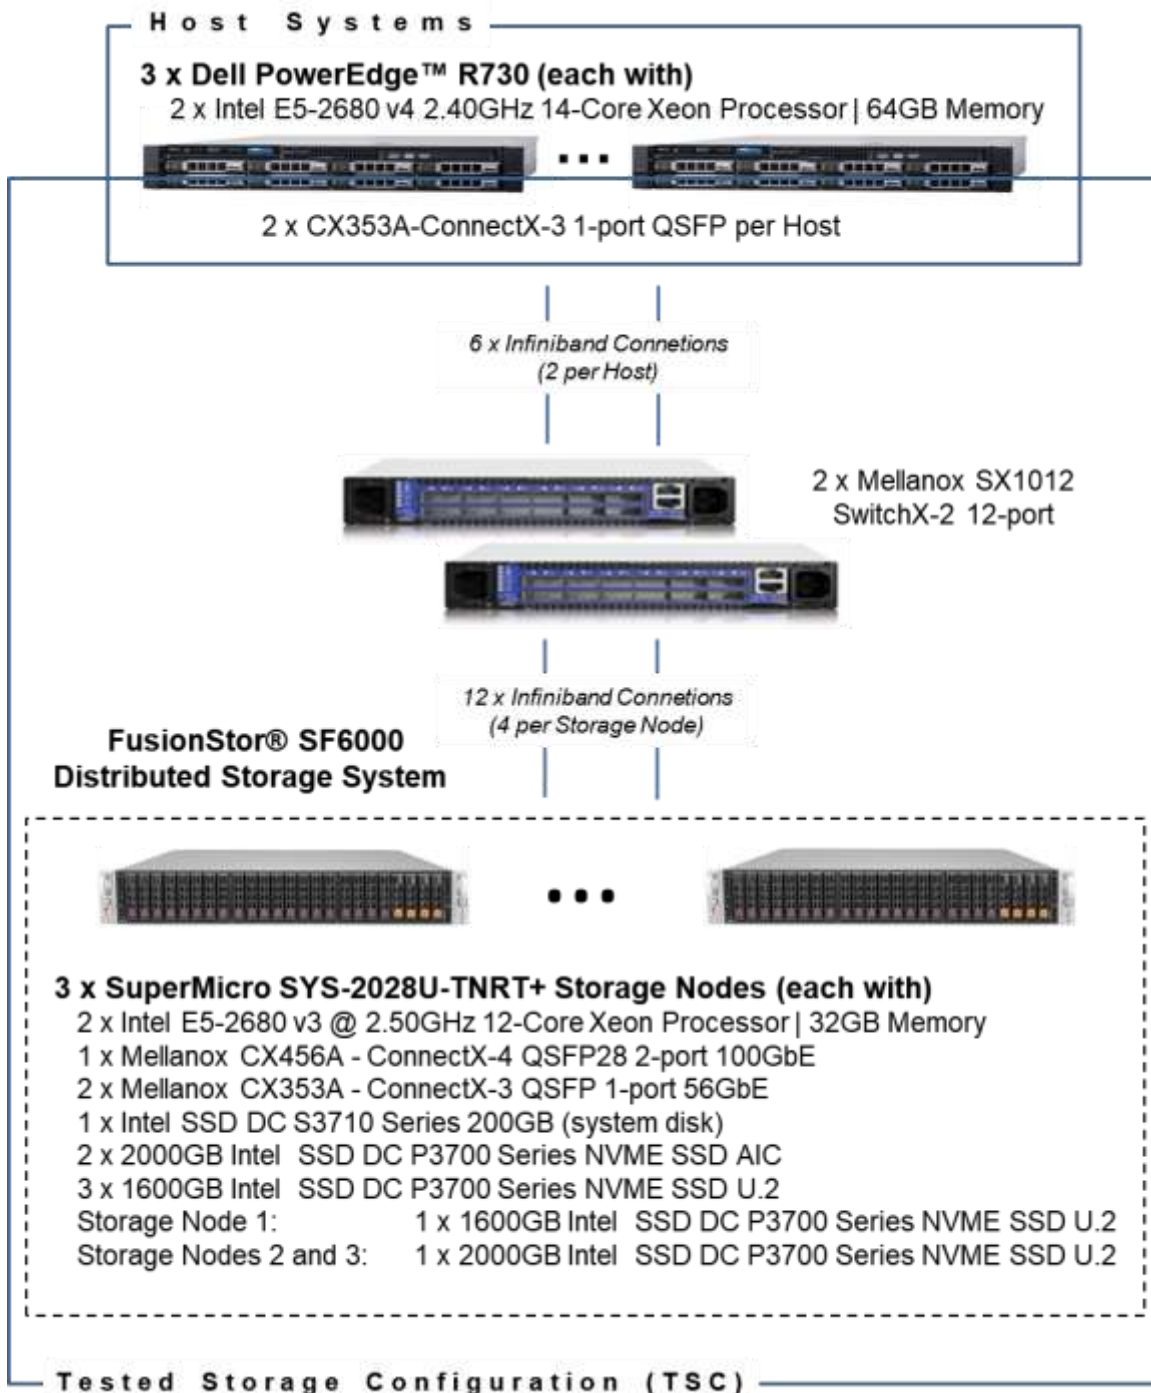 Host Systems
3 x Dell PowerEdge™ R730 (each with)
2 x Intel E5-2680 v4 2.40GHz 14-Core Xeon Processor | 64GB Memory
2 x CX353A-ConnectX-3 1-port QSFP per Host
6 x Infiniband Connetions
(2 per Host)
2 x Mellanox SX1012
SwitchX-2 12-port
12 x Infiniband Connetions
(4 per Storage Node)
FusionStor® SF6000
Distributed Storage System
3 x SuperMicro SYS-2028U-TNRT+ Storage Nodes (each with)
2 x Intel E5-2680 v3 @ 2.50GHz 12-Core Xeon Processor | 32GB Memory
1 x Mellanox CX456A - ConnectX-4 QSFP28 2-port 100GbE
2 x Mellanox CX353A - ConnectX-3 QSFP 1-port 56GbE
1 x Intel SSD DC S3710 Series 200GB (system disk)
2 x 2000GB Intel SSD DC P3700 Series NVME SSD AIC
3 x 1600GB Intel SSD DC P3700 Series NVME SSD U.2
Storage Node 1: 1 x 1600GB Intel SSD DC P3700 Series NVME SSD U.2
Storage Nodes 2 and 3: 1 x 2000GB Intel SSD DC P3700 Series NVME SSD U.2
Tested Storage Configuration (TSC)